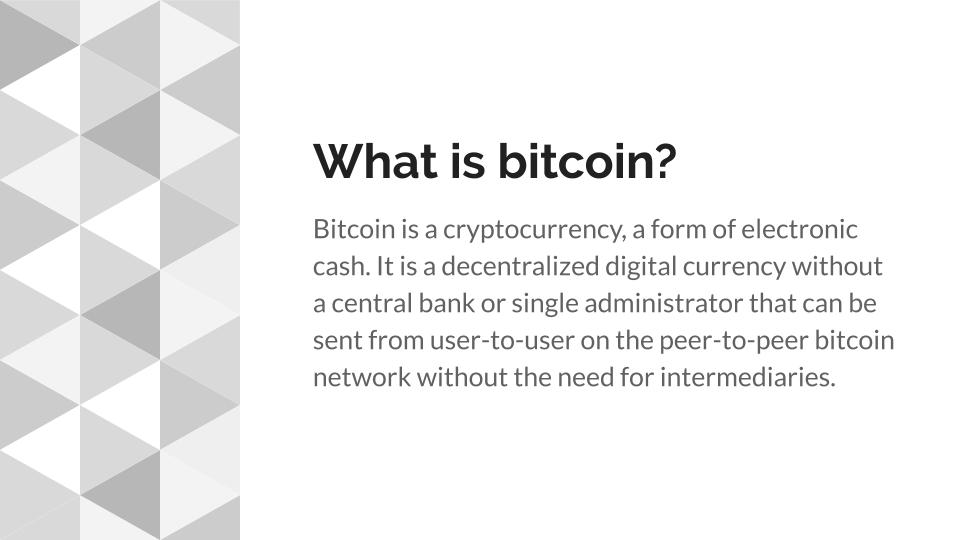 What is bitcoin?
Bitcoin is a cryptocurrency, a form of electronic
cash. It is a decentralized digital currency without
a central bank or single administrator that can be
sent from user-to-user on the peer-to-peer bitcoin
network without the need for intermediaries.